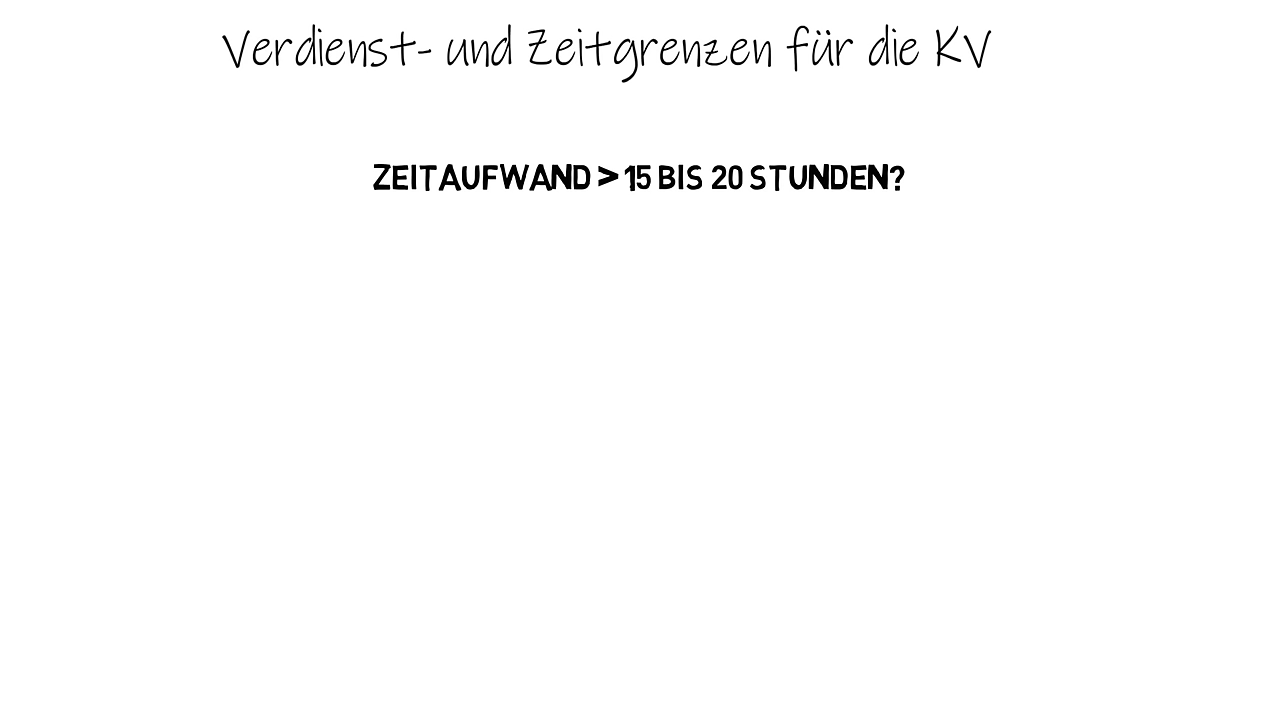 Verdienst- und Zeitgrenzen für die KV
ZEITAUFWAND > 15 BIS 20 STUNDEN?